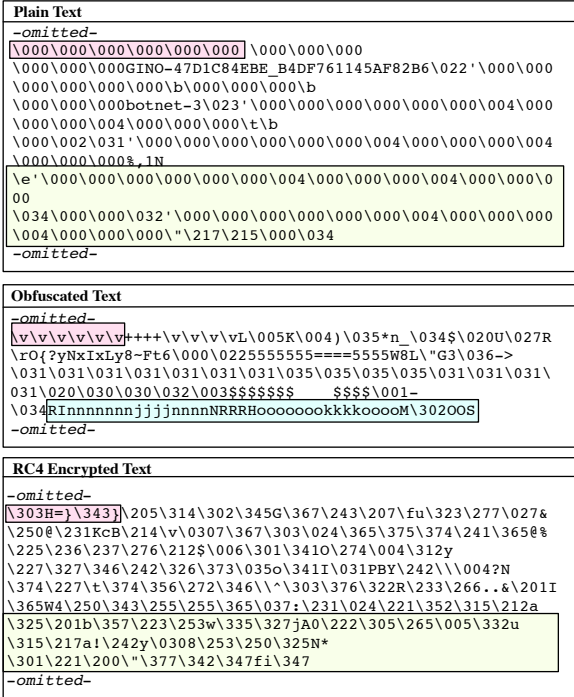 Plain Text
-omitted-
\000\000\000\000\000\000 \000\000\000
\000\000\000GINO-47D1C84EBE_B4DF761145AF82B6\022'\000\000
\000\000\000\000\b\000\000\000\b
\000\000\000botnet-3\023'\000\000\000\000\000\000\000\004\000
\000\000\004\000\000\000\t\b
\000\002\031'\000\000\000\000\000\000\004\000\000\000\004
\000\000\000%,1N
\e'\000\000\000\000\000\000\004\000\000\000\004\000\000\0
00
\034\000\000\032'\000\000\000\000\000\000\004\000\000\000
\004\000\000\000\"\217\215\000\034
-omitted-
Obfuscated Text
-omitted-
\v\v\v\v\v\v++++\v\v\v\vL\005K\004)\035*n_\034$\020U\027R
\rO{?yNxIxLy8~Ft6\000\0225555555====5555W8L\"G3\036->
\031\031\031\031\031\031\031\035\035\035\035\031\031\031\
031\020\030\030\032\003$$$$$$$ $$$$\001-
\034RInnnnnnnjjjjnnnnNRRRHoooooookkkkooooM\302OOS
-omitted-
RC4 Encrypted Text
-omitted-
\303H=}\343}\205\314\302\345G\367\243\207\fu\323\277\027&
\250@\231KcB\214\v\0307\367\303\024\365\375\374\241\365@%
\225\236\237\276\212$\006\301\341O\274\004\312y
\227\327\346\242\326\373\035o\341I\031PBY\242\\\004?N
\374\227\t\374\356\272\346\\^\303\376\322R\233\266..&\201I
\365W4\250\343\255\255\365\037:\231\024\221\352\315\212a
\325\201b\357\223\253w\335\327jA0\222\305\265\005\332u
\315\217a!\242y\0308\253\250\325N*
\301\221\200\"\377\342\347fi\347
-omitted-